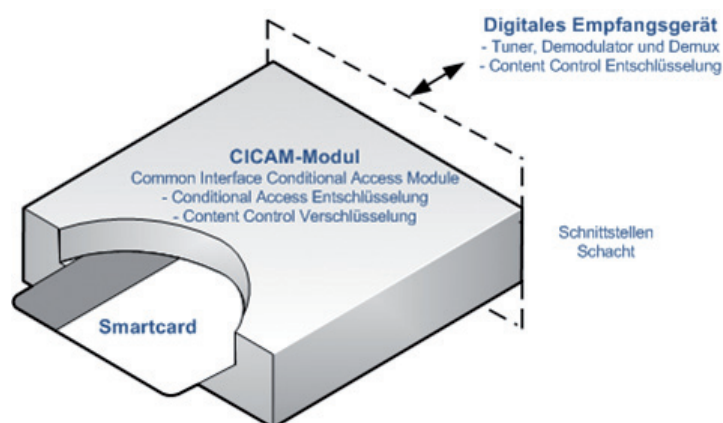 Digitales Empfangsgerät
- Tuner, Demodulator und Demux
- Content Control Entschlüsselung
CICAM-Modul
Common Interface Conditional Access Module
- Conditional Access Entschlüsselung
- Content Control Verschlüsselung
Schnittstellen
Schacht
Smartcard